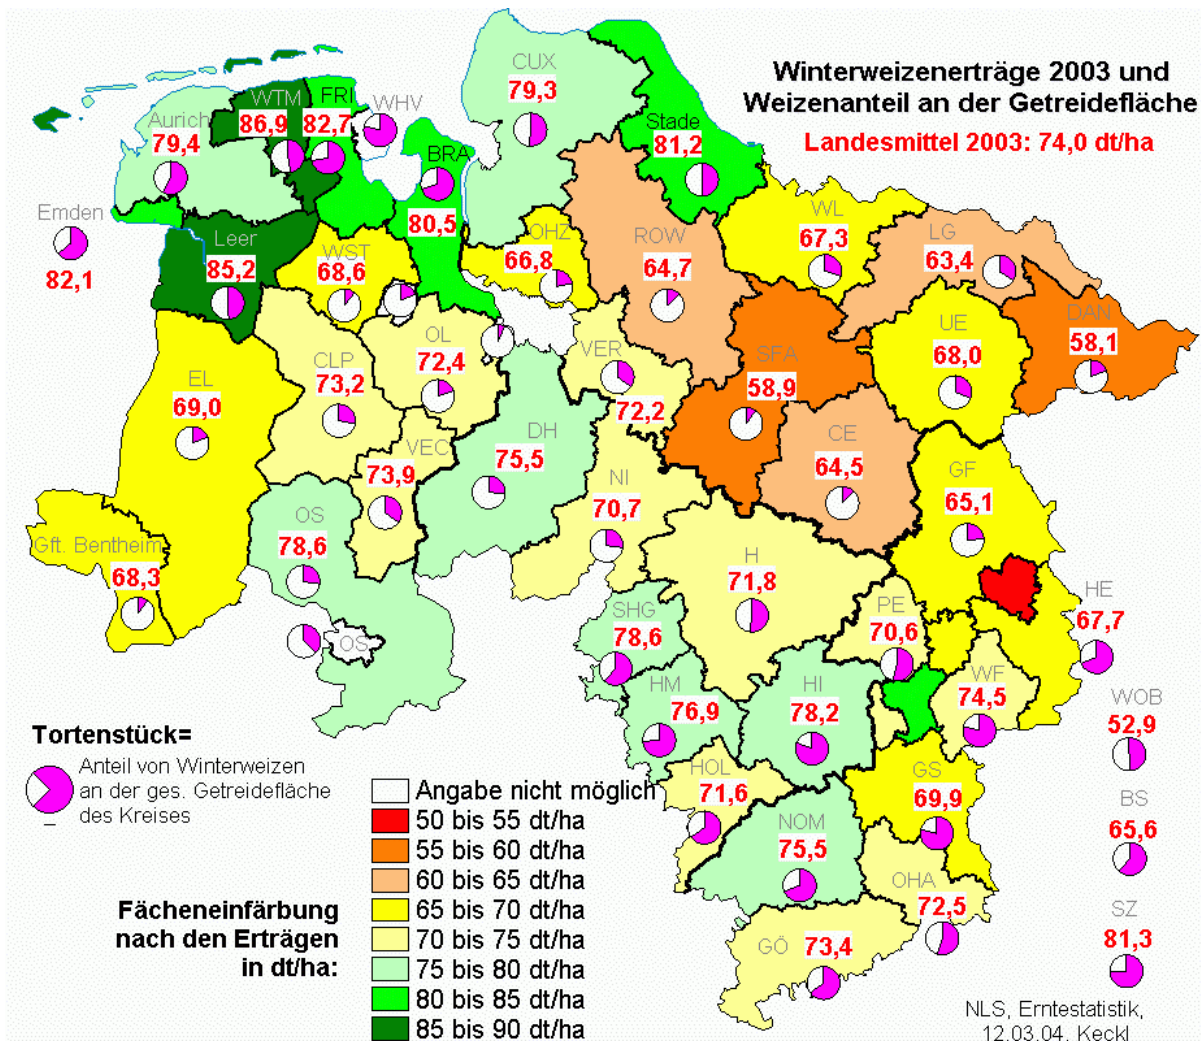 Winterweizenerträge 2003 und
Weizenanteil an der Getreidefläche
Landesmittel 2003: 74,0 dt/ha
CUX
79,3
WTM
86,9
FRI
82,7
WHV
Aurich
79,4
Stade
81,2
BRA
80,5
Emden
82,1
Leer
85,2
WST
68,6
OHZ
66,8
ROW
64,7
WL
67,3
LG
63,4
DAN
58,1
UE
68,0
OL
72,4
CLP
73,2
VER
72,2
SFA
58,9
EL
69,0
VEC
73,9
DH
75,5
NI
70,7
CE
64,5
GF
65,1
OS
78,6
Gft. Bentheim
68,3
H
71,8
PE
70,6
HE
67,7
SHG
78,6
OS
HM
76,9
HI
78,2
WF
74,5
WOB
52,9
HOL
71,6
GS
69,9
BS
65,6
NOM
75,5
OHA
72,5
SZ
81,3
GÖ
73,4
Tortenstück=
Anteil von Winterweizen
an der ges. Getreidefläche
des Kreises
Fächeneinfärbung
nach den Erträgen
in dt/ha:
Angabe nicht möglich
50 bis 55 dt/ha
55 bis 60 dt/ha
60 bis 65 dt/ha
65 bis 70 dt/ha
70 bis 75 dt/ha
75 bis 80 dt/ha
80 bis 85 dt/ha
85 bis 90 dt/ha
NLS, Erntestatistik,
12.03.04, Keckl